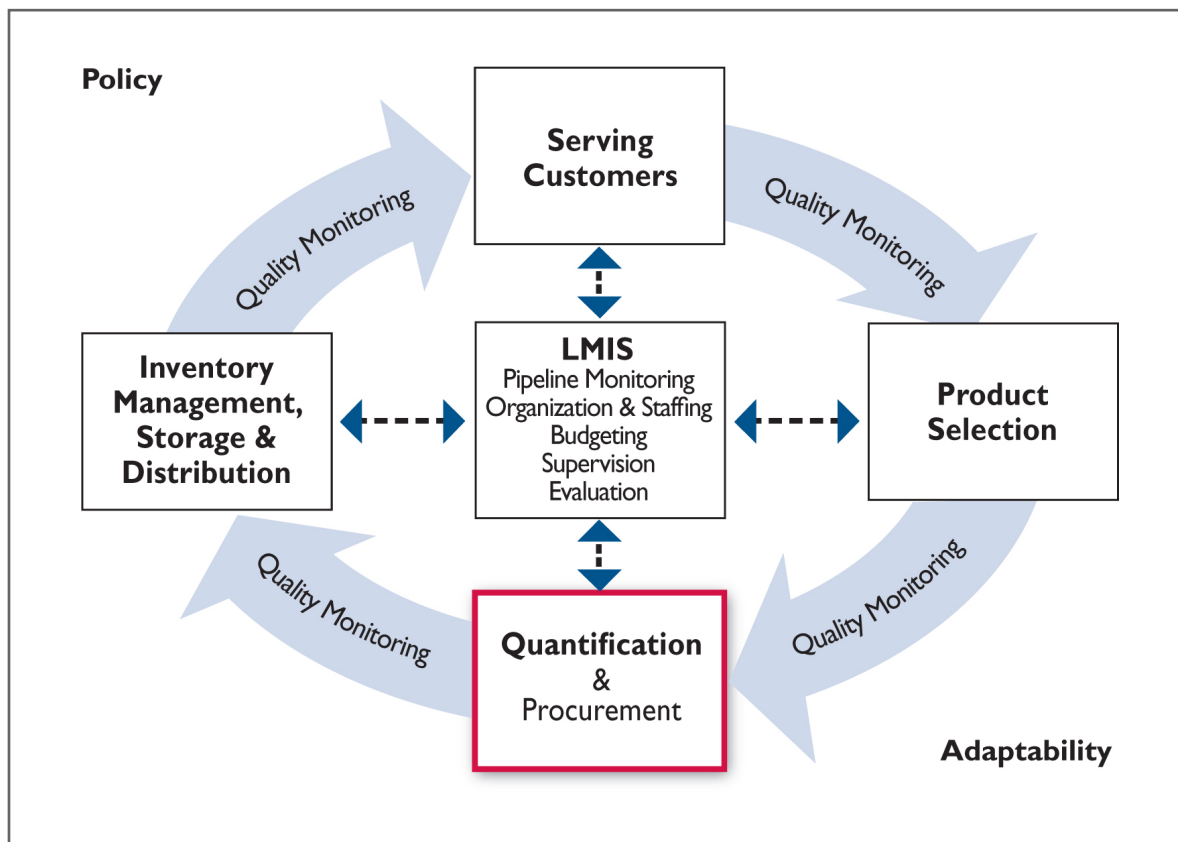 Policy
Serving
Customers
Quality Monitoring
Quality Monitoring
Inventory
Management,
Storage &
Distribution
LMIS
Pipeline Monitoring
Organization & Staffing
Budgeting
Supervision
Evaluation
Product
Selection
Quality Monitoring
Quality Monitoring
Quantification
&
Procurement
Adaptability